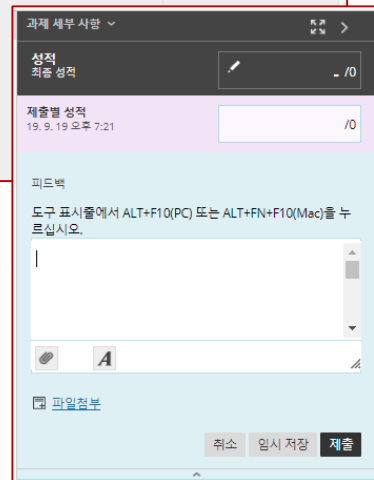 과제 세부 사항
성적
최종 성적
- /0
제출별 성적
19. 9. 19 오후 7:21
/0
피드백
도구 표시줄에서 ALT+F10(PC) 또는 ALT+FN+F10(Mac)을 누
르십시오.
A
파일첨부
취소 임시 저장 제출